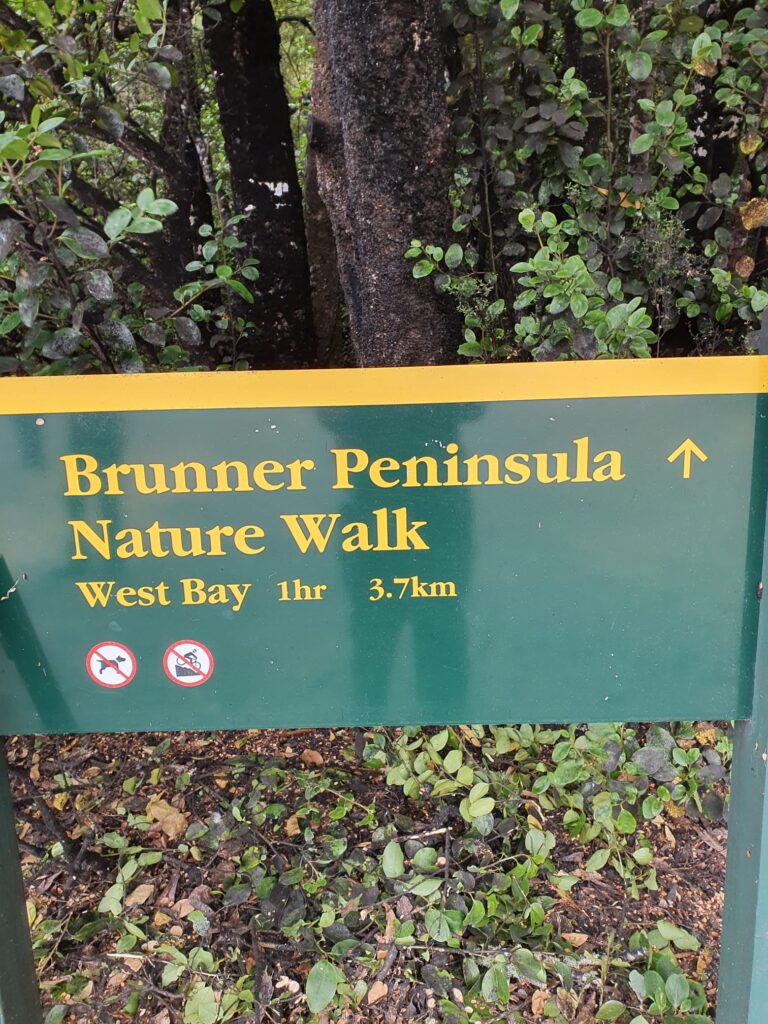 Brunner Peninsula ↑
Nature Walk
West Bay 1hr 3.7km